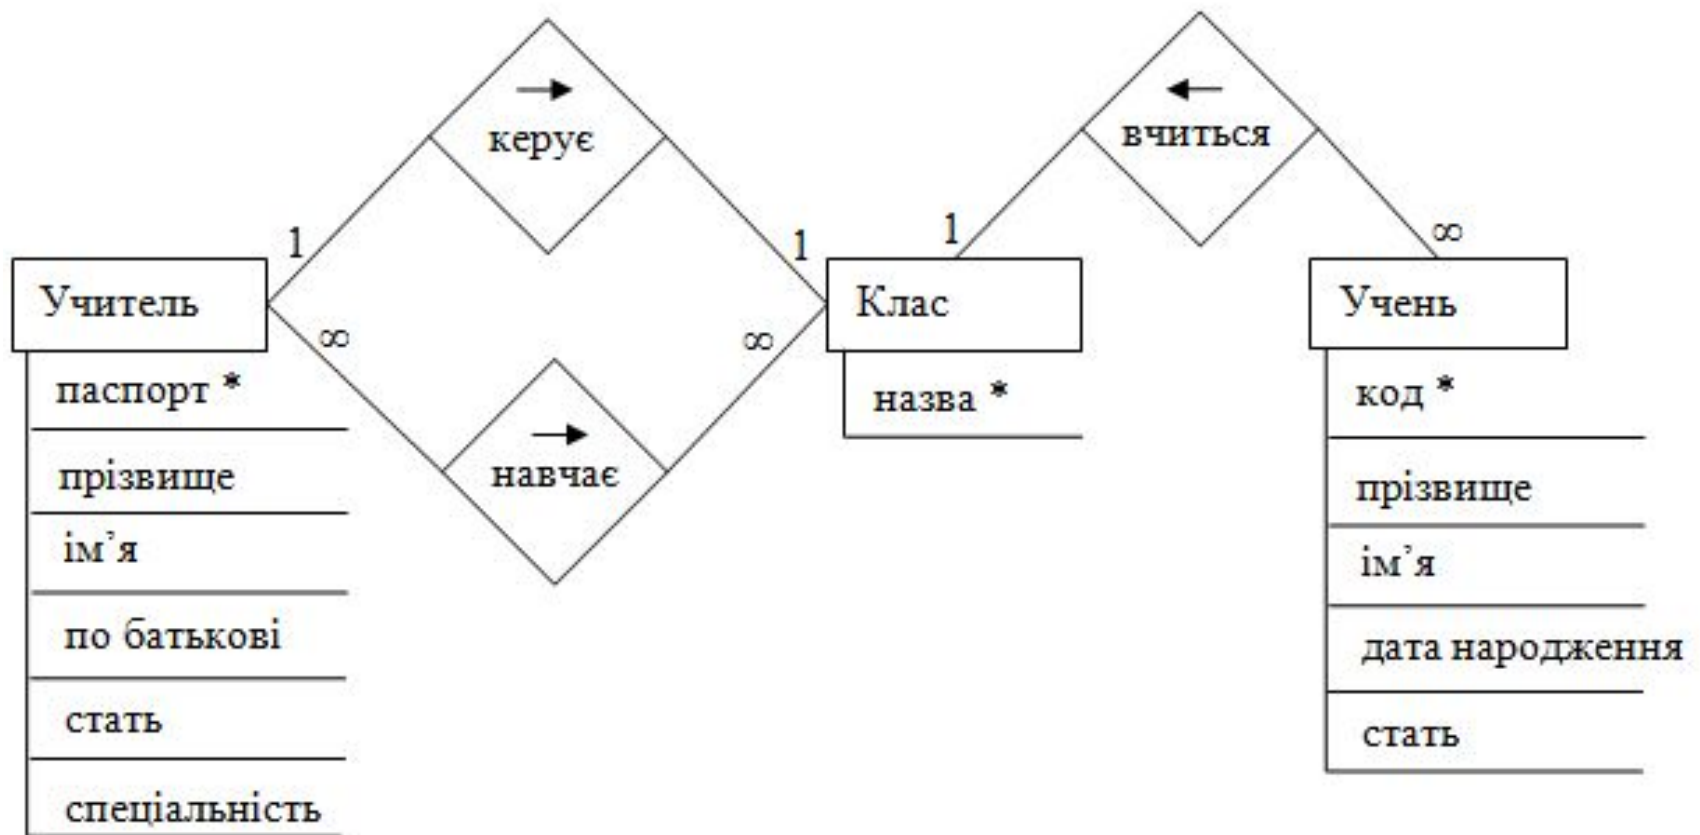 →
керує
1
1
∞
∞
→
навчає
←
вчиться
1
∞
Учитель
паспорт *
прізвище
ім’я
по батькові
стать
спеціальність
Клас
назва *
Учень
код *
прізвище
ім’я
дата народження
стать